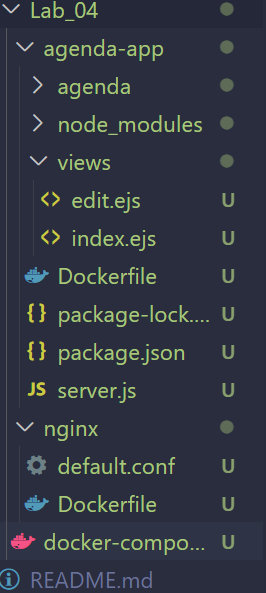 Lab_04
agenda-app
agenda
node_modules
views
<> edit.ejs U
<> index.ejs U
Dockerfile U
{} package-lock.... U
{} package.json U
JS server.js U
nginx
default.conf U
Dockerfile U
docker-compo... U
README.md